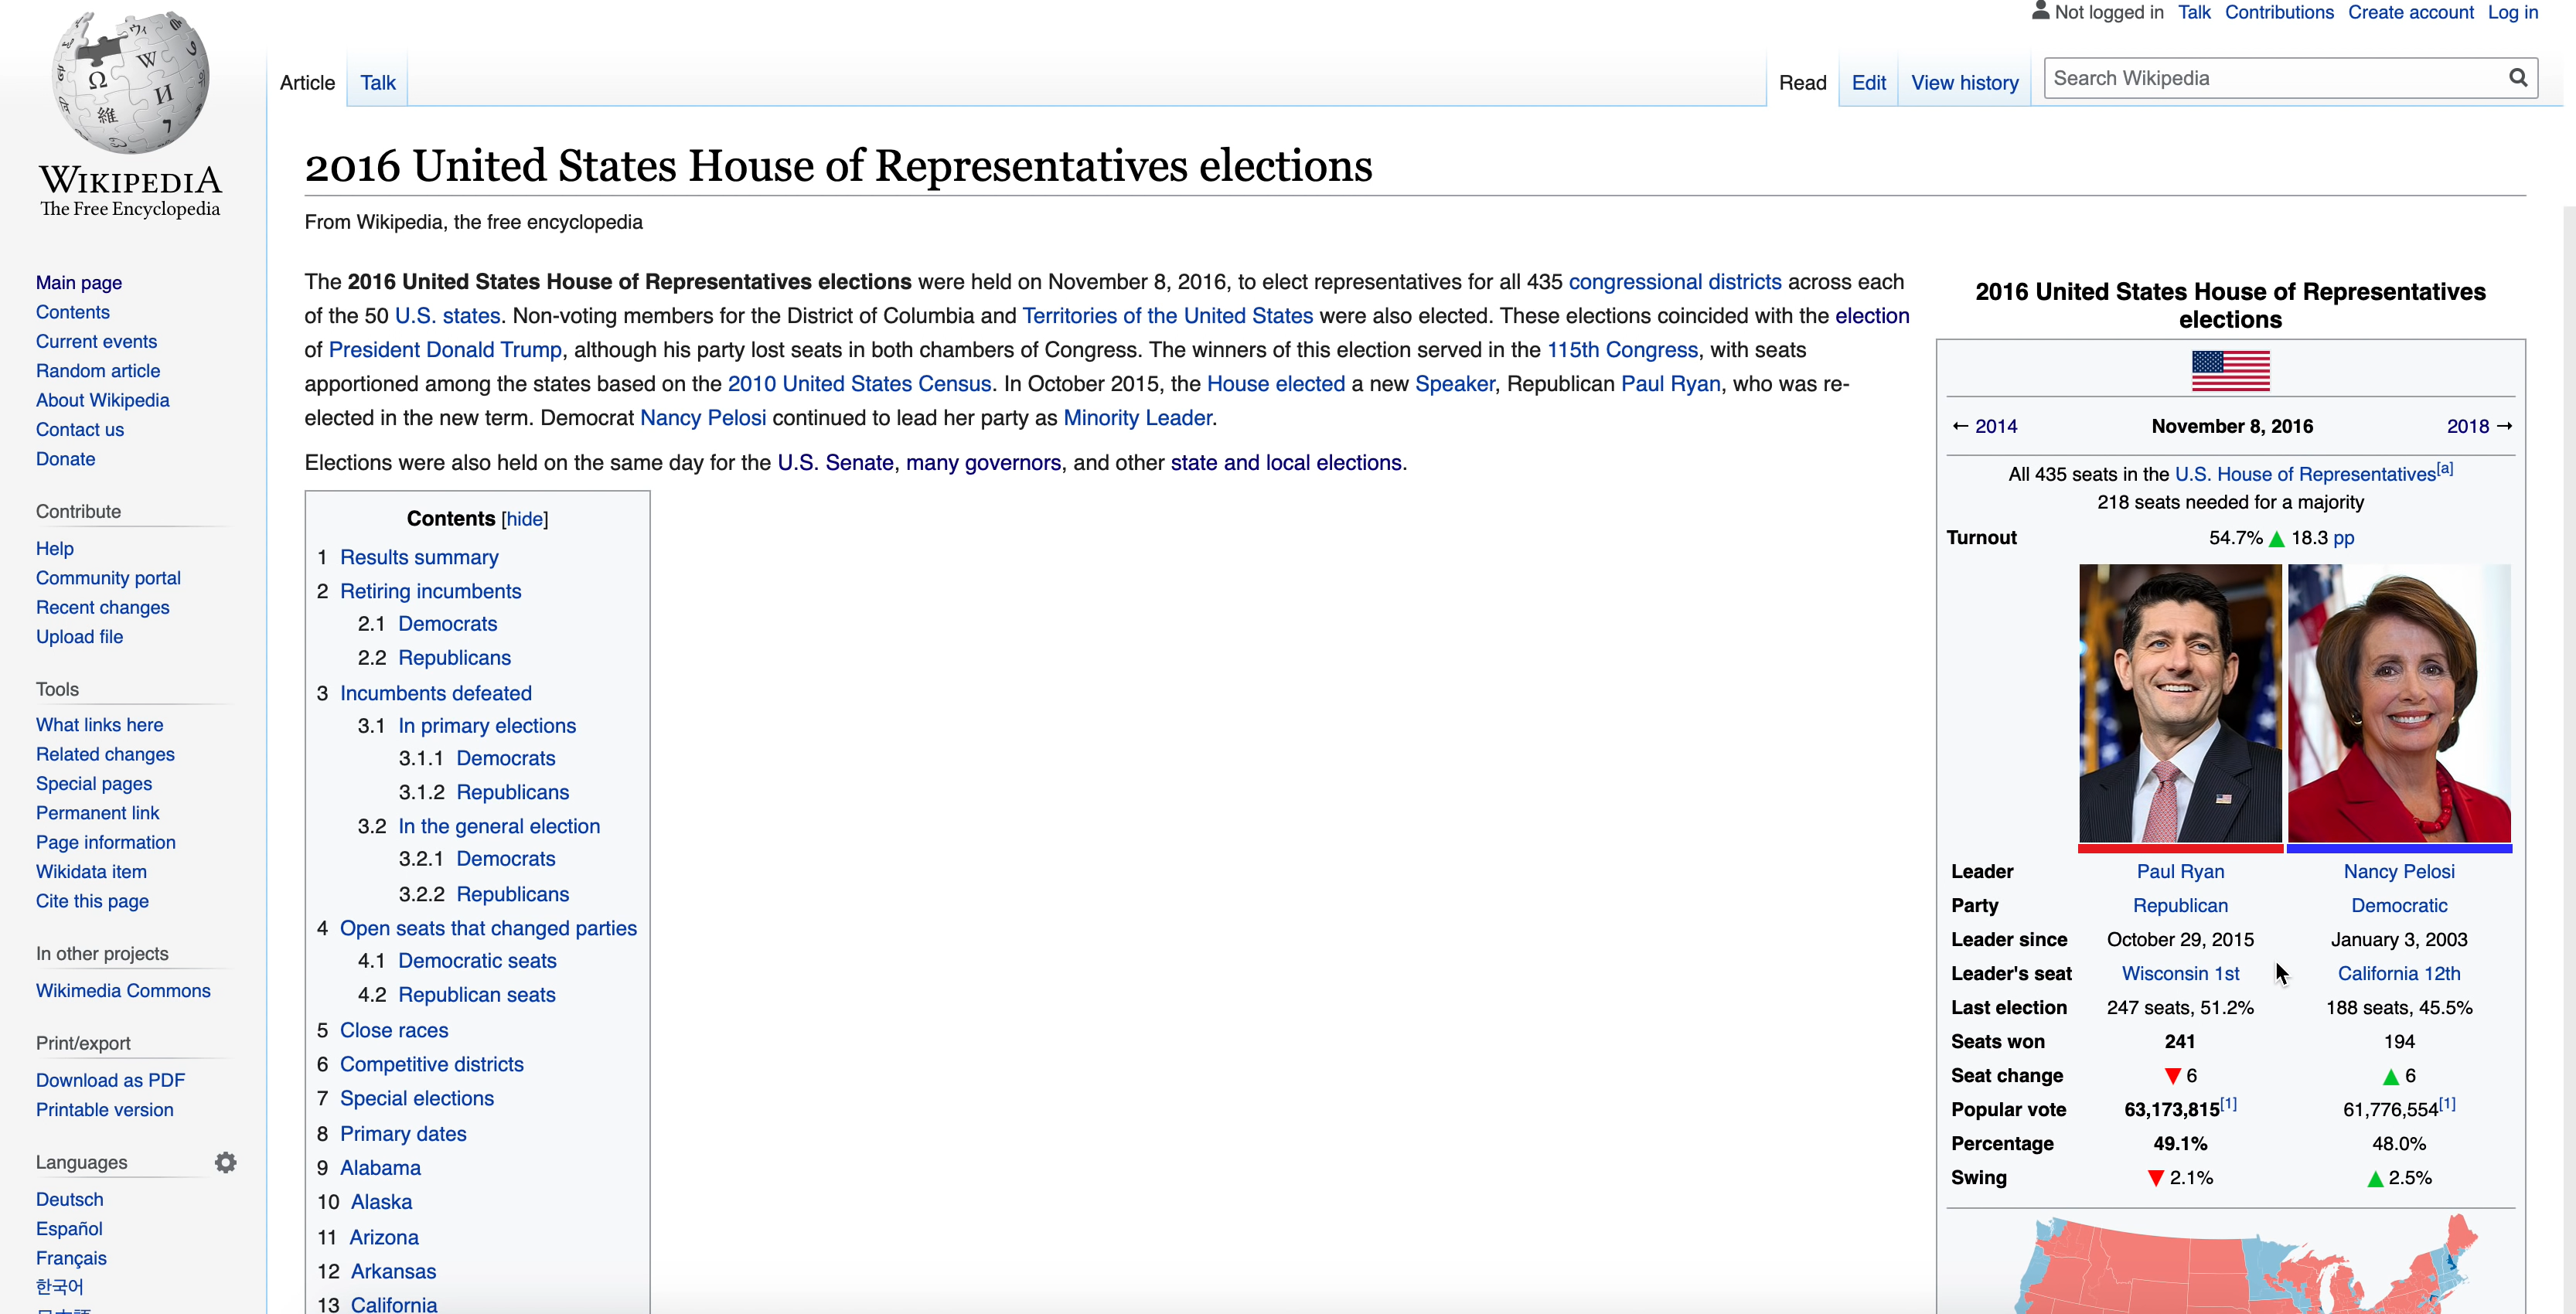 Not logged in Talk Contributions Create account Log in
Article Talk Read Edit View history Search Wikipedia
WIKIPEDIA
The Free Encyclopedia
Main page
Contents
Current events
Random article
About Wikipedia
Contact us
Donate
Contribute
Help
Community portal
Recent changes
Upload file
Tools
What links here
Related changes
Special pages
Permanent link
Page information
Wikidata item
Cite this page
In other projects
Wikimedia Commons
Print/export
Download as PDF
Printable version
Languages
Deutsch
Español
Français
한국어
2016 United States House of Representatives elections
From Wikipedia, the free encyclopedia
The 2016 United States House of Representatives elections were held on November 8, 2016, to elect representatives for all 435 congressional districts across each
of the 50 U.S. states. Non-voting members for the District of Columbia and Territories of the United States were also elected. These elections coincided with the election
of President Donald Trump, although his party lost seats in both chambers of Congress. The winners of this election served in the 115th Congress, with seats
apportioned among the states based on the 2010 United States Census. In October 2015, the House elected a new Speaker, Republican Paul Ryan, who was re-
elected in the new term. Democrat Nancy Pelosi continued to lead her party as Minority Leader.
Elections were also held on the same day for the U.S. Senate, many governors, and other state and local elections.
Contents [hide]
1 Results summary
2 Retiring incumbents
2.1 Democrats
2.2 Republicans
3 Incumbents defeated
3.1 In primary elections
3.1.1 Democrats
3.1.2 Republicans
3.2 In the general election
3.2.1 Democrats
3.2.2 Republicans
4 Open seats that changed parties
4.1 Democratic seats
4.2 Republican seats
5 Close races
6 Competitive districts
7 Special elections
8 Primary dates
9 Alabama
10 Alaska
11 Arizona
12 Arkansas
13 California
2016 United States House of Representatives
elections
← 2014 November 8, 2016 2018 →
All 435 seats in the U.S. House of Representatives[a]
218 seats needed for a majority
Turnout 54.7% ▲ 18.3 pp
Leader Paul Ryan Nancy Pelosi
Party Republican Democratic
Leader since October 29, 2015 January 3, 2003
Leader's seat Wisconsin 1st California 12th
Last election 247 seats, 51.2% 188 seats, 45.5%
Seats won 241 194
Seat change ▼ 6 ▲ 6
Popular vote 63,173,815[1] 61,776,554[1]
Percentage 49.1% 48.0%
Swing ▼ 2.1% ▲ 2.5%